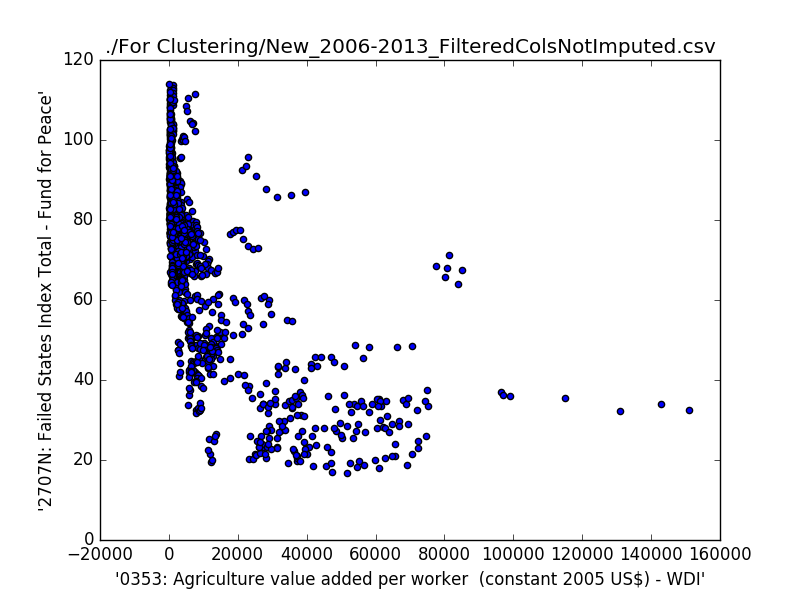 ./For Clustering/New_2006-2013_FilteredColsNotImputed.csv
120
100
80
60
40
20
0
'2707N: Failed States Index Total - Fund for Peace'
−20000 0 20000 40000 60000 80000 100000 120000 140000 160000
'0353: Agriculture value added per worker  (constant 2005 US$) - WDI'